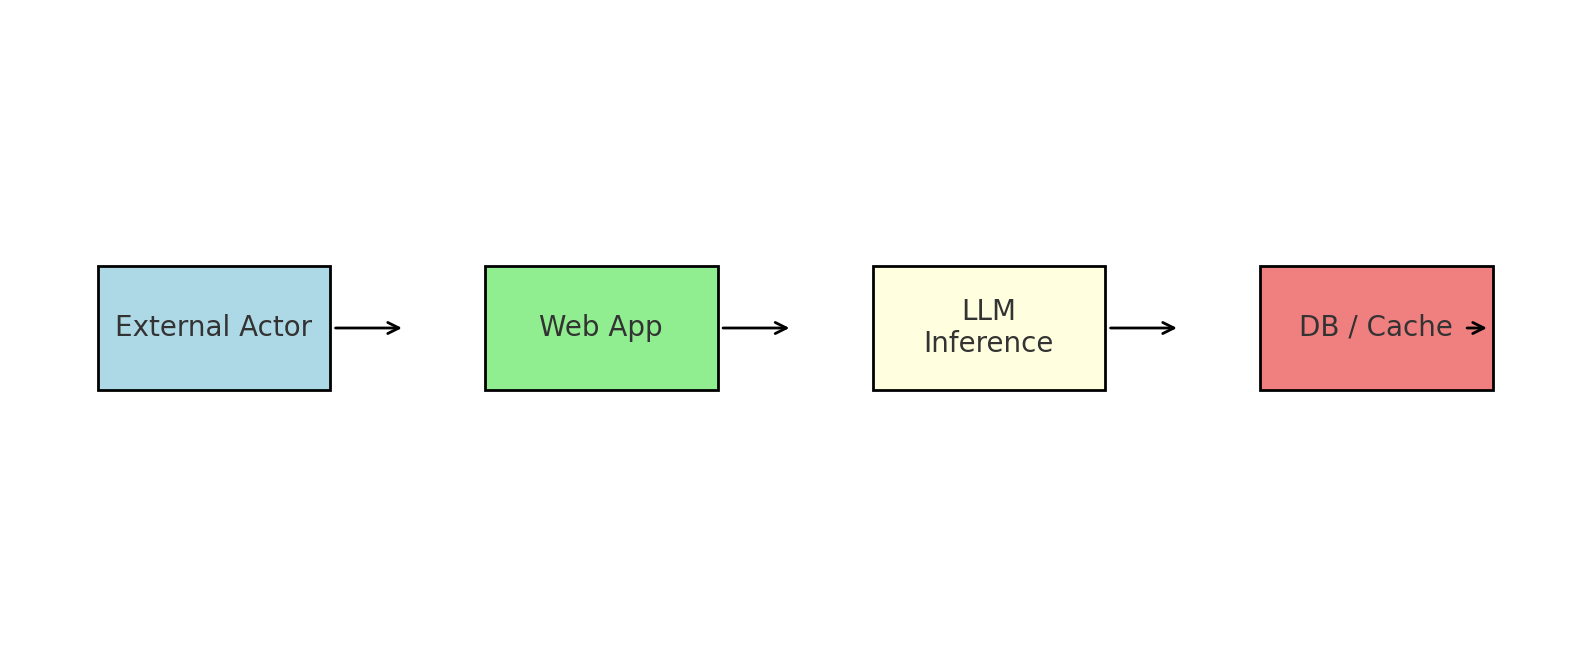 External Actor
Web App
LLM
Inference
DB / Cache